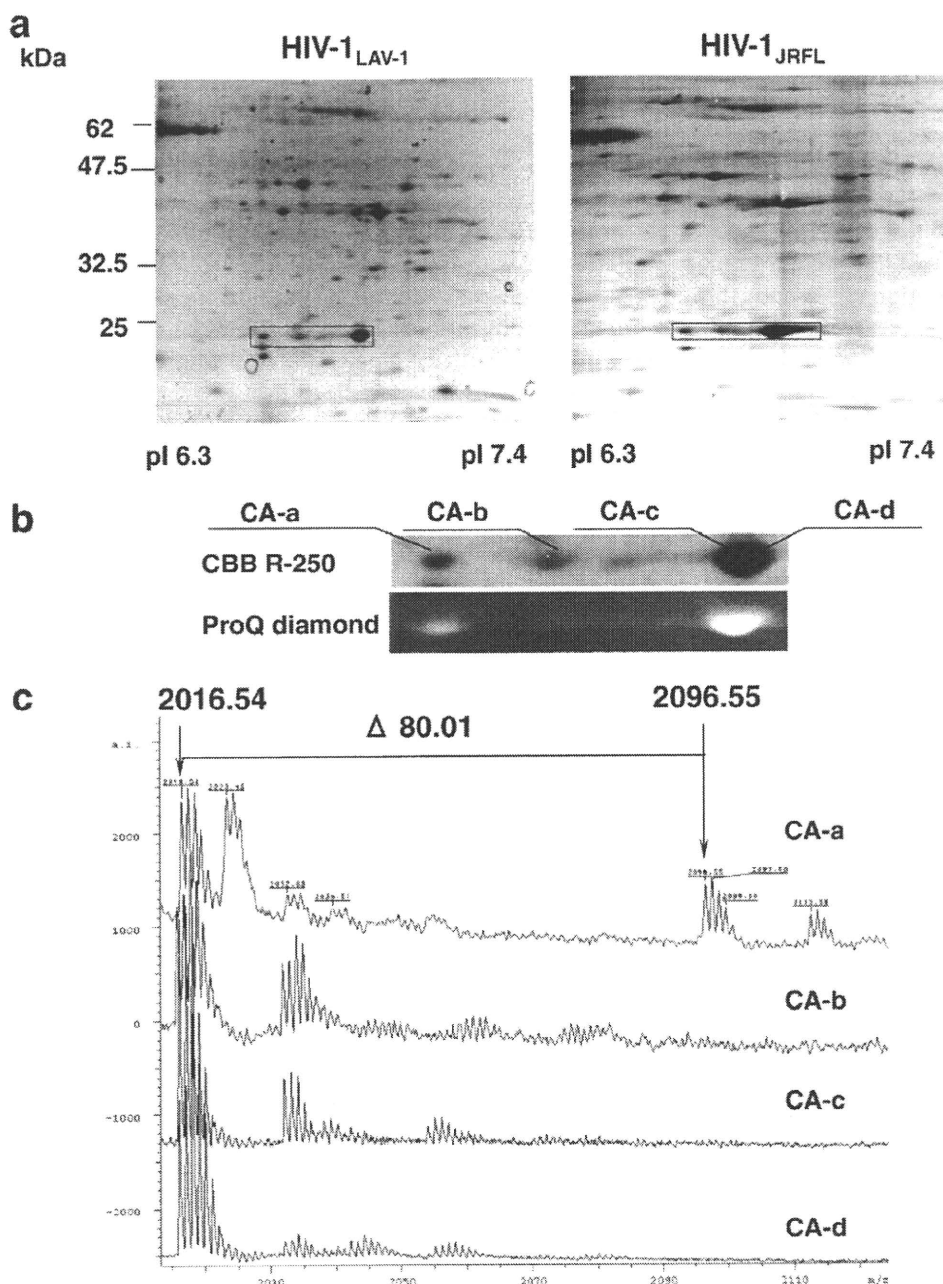 a
kDa
HIV-1LAV-1
HIV-1JRFL
62
47.5
32.5
25
pI 6.3
pI 7.4
pI 6.3
pI 7.4
b
CA-a
CA-b
CA-c
CA-d
CBB R-250
ProQ diamond
c
2016.54
2096.55
Δ 80.01
a.i.
CA-a
2000
1000
CA-b
0
CA-c
-1000
CA-d
-2000
2030
2050
2070
2090
2110
m/z